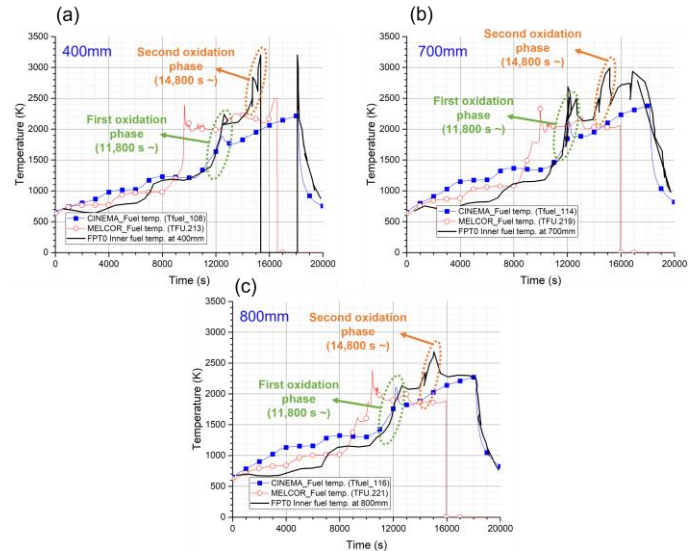 (a)
400mm
Second oxidation
phase
(14,800 s ~)
First oxidation
phase
(11,800 s ~)
Temperature (K)
3500
3000
2500
2000
1500
1000
500
0
CINEMA_Fuel temp. (Tfuel_108)
MELCOR_Fuel temp. (TFU.213)
FPT0 Inner fuel temp. at 400mm
0 4000 8000 12000 16000 20000
Time (s)
(b)
700mm
Second oxidation
phase
(14,800 s ~)
First oxidation
phase
(11,800 s ~)
Temperature (K)
3500
3000
2500
2000
1500
1000
500
0
CINEMA_Fuel temp. (Tfuel_114)
MELCOR_Fuel temp. (TFU.219)
FPT0 Inner fuel temp. at 700mm
0 4000 8000 12000 16000 20000
Time (s)
(c)
800mm
Second oxidation
phase
(14,800 s ~)
First oxidation
phase
(11,800 s ~)
Temperature (K)
3500
3000
2500
2000
1500
1000
500
0
CINEMA_Fuel temp. (Tfuel_116)
MELCOR_Fuel temp. (TFU.221)
FPT0 Inner fuel temp. at 800mm
0 4000 8000 12000 16000 20000
Time (s)